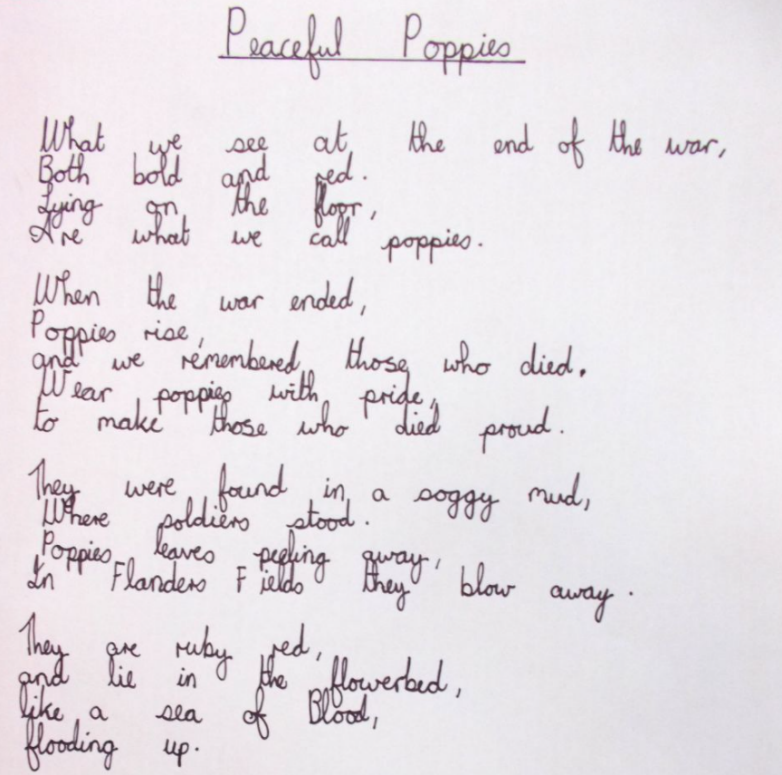 Peaceful Poppies
What we see at the end of the war,
Both bold and red.
Lying on the floor,
Are what we call poppies.
When the war ended,
Poppies rise,
and we remembered those who died.
Wear poppies with pride,
to make those who died proud.
They were found in a soggy mud,
Where soldiers stood.
Poppies leaves peeling away,
In Flanders Fields they blow away.
They are ruby red,
and lie in the flowerbed,
like a sea of Blood,
flooding up.